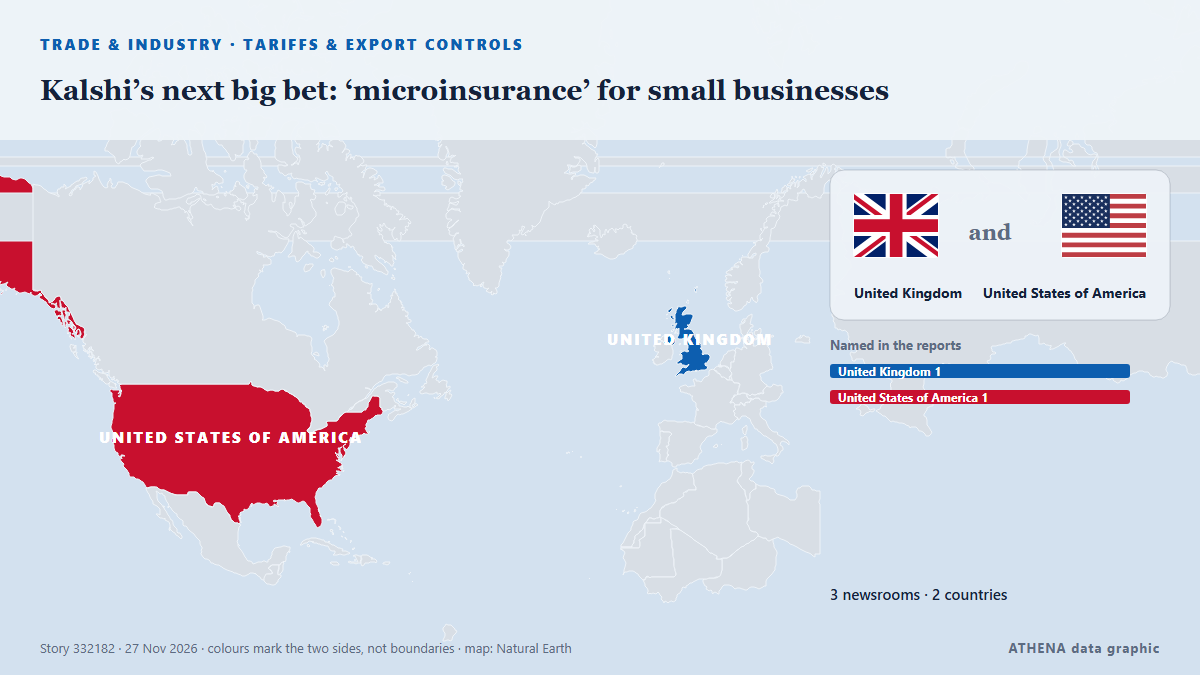 TRADE & INDUSTRY · TARIFFS & EXPORT CONTROLS
Kalshi’s next big bet: ‘microinsurance’ for small businesses
and
United Kingdom
United States of America
UNITED KINGDOM
Named in the reports
United Kingdom 1
United States of America 1
UNITED STATES OF AMERICA
3 newsrooms · 2 countries
Story 332182 · 27 Nov 2026 · colours mark the two sides, not boundaries · map: Natural Earth
ATHENA data graphic